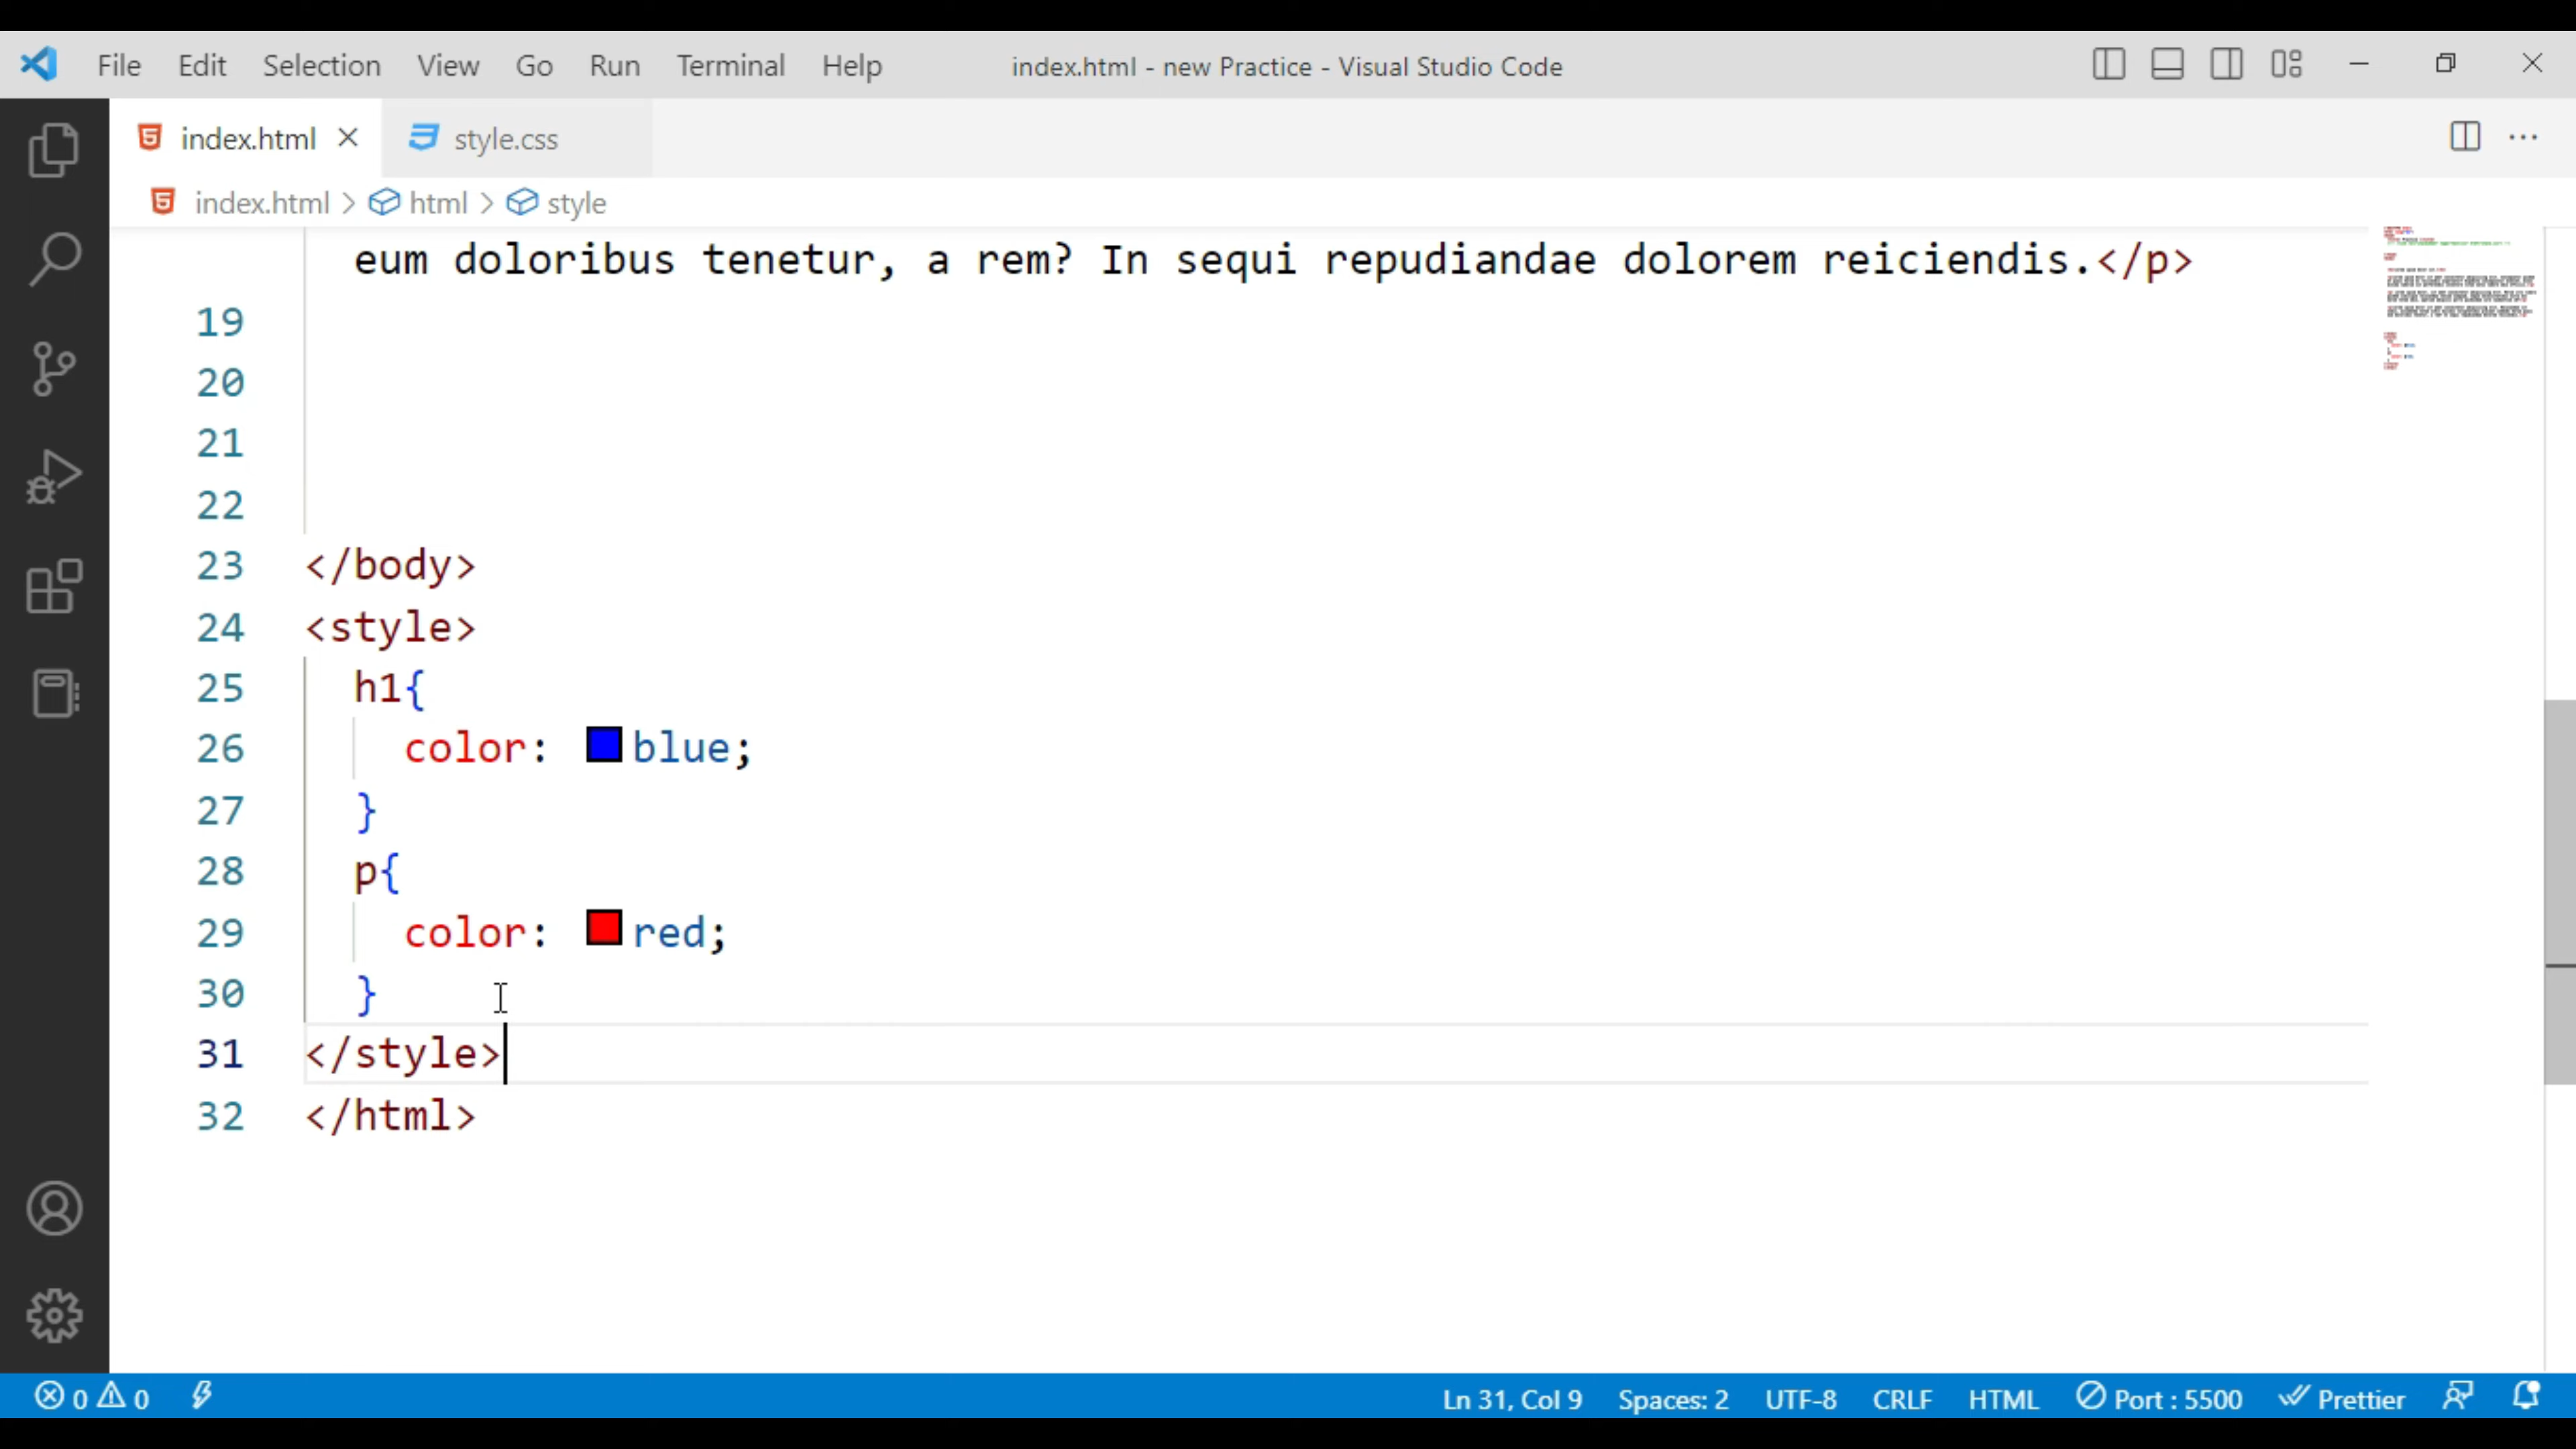 File Edit Selection View Go Run Terminal Help index.html - new Practice - Visual Studio Code
index.html style.css
index.html > html > style
eum doloribus tenetur, a rem? In sequi repudiandae dolorem reiciendis.</p>
19
20
21
22
23 </body>
24 <style>
25 h1{
26 color: blue;
27 }
28 p{
29 color: red;
30 }
31 </style>
32 </html>
0 0 Ln 31, Col 9 Spaces: 2 UTF-8 CRLF HTML Port : 5500 Prettier